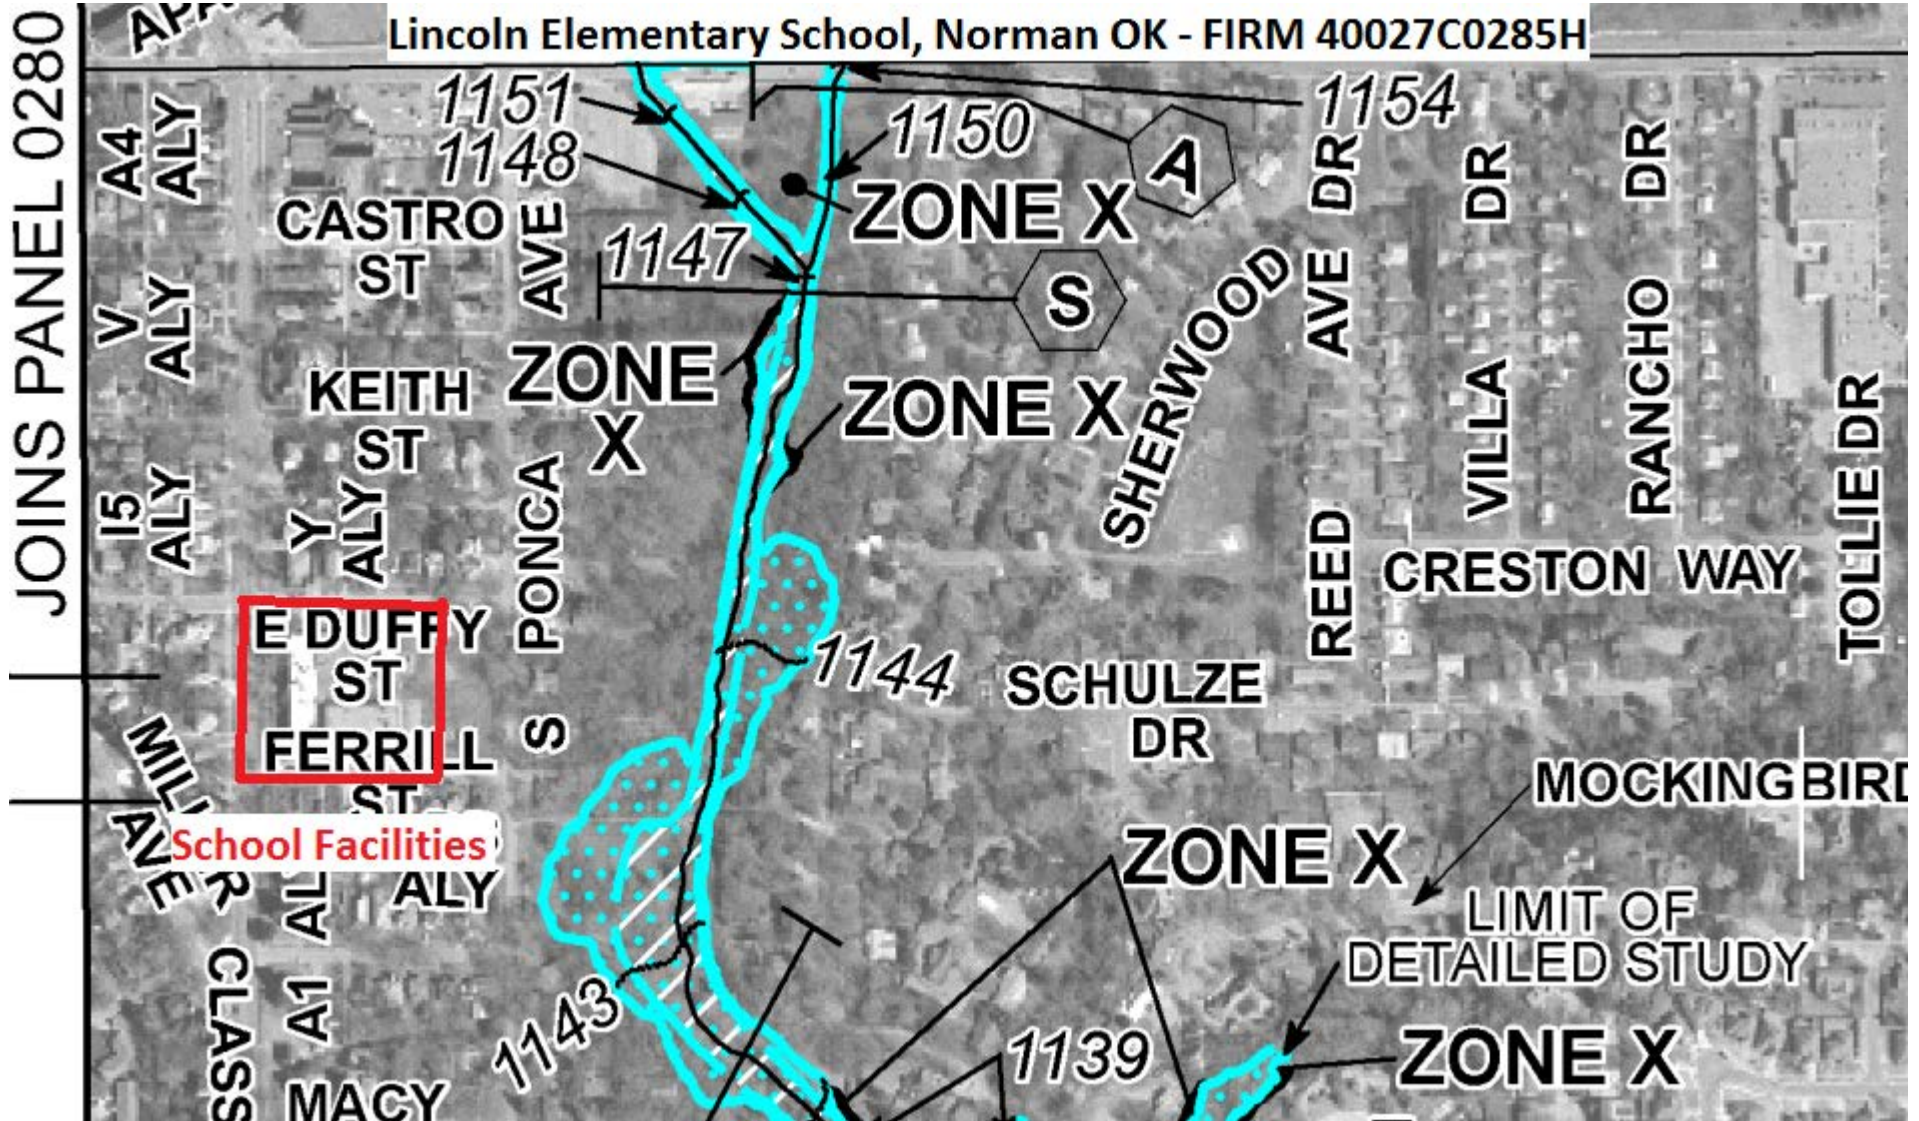 Lincoln Elementary School, Norman OK - FIRM 40027C0285H
JOINS PANEL 0280
1151
1154
1150
1148
A
A4
ALY
DR
DR
DR
ZONE X
CASTRO
ST
AVE
1147
S
SHERWOOD
AVE
V
ALY
KEITH
ST
ZONE
X
ZONE X
VILLA
RANCHO
TOLLIE DR
I5
ALY
Y
ALY
S PONCA
REED
CRESTON WAY
E DUFFY
ST
1144
SCHULZE
DR
FERRILL
ST
MOCKINGBIRD
AVE
School Facilities
ZONE X
ALY
LIMIT OF
DETAILED STUDY
CLASS
A1
1143
1139
ZONE X
MACY